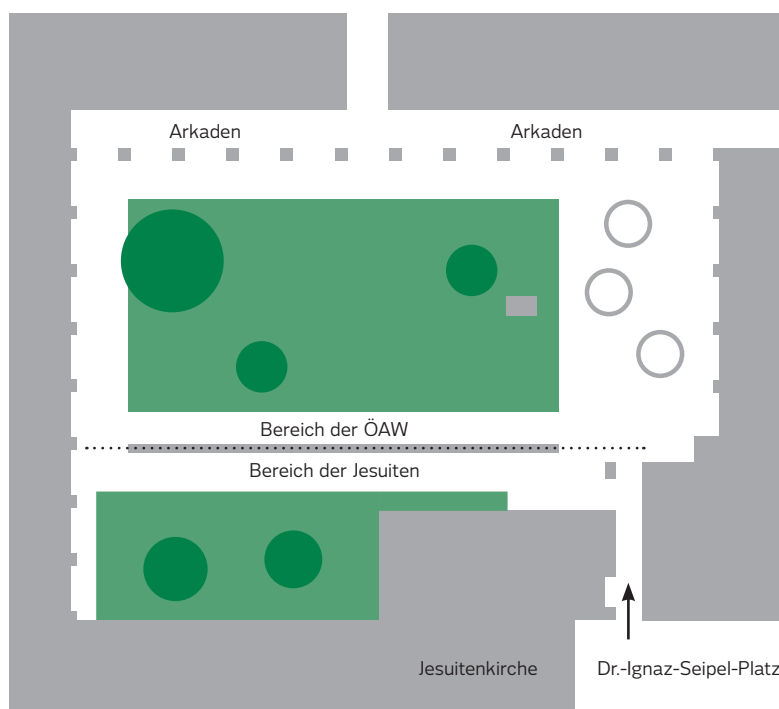 Arkaden
Arkaden
Bereich der ÖAW
Bereich der Jesuiten
Jesuitenkirche
Dr.-Ignaz-Seipel-Platz